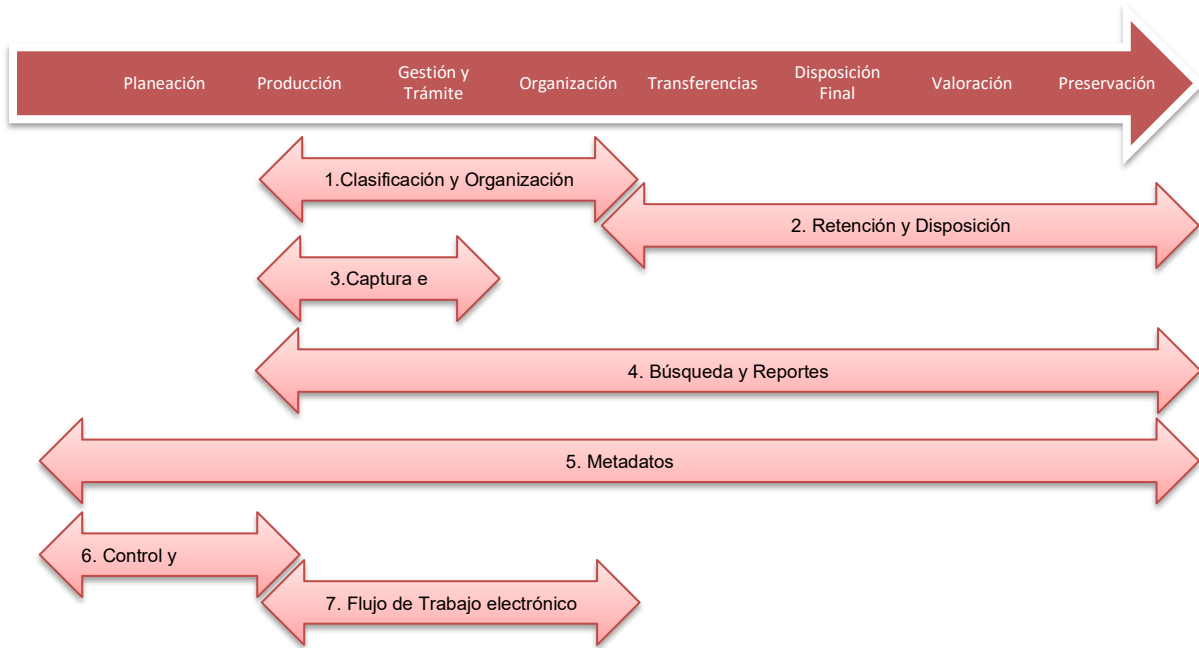 Planeación
Producción
Gestión y
Trámite
Organización
Transferencias
Disposición
Final
Valoración
Preservación
1.Clasificación y Organización
2. Retención y Disposición
3.Captura e
4. Búsqueda y Reportes
5. Metadatos
6. Control y
7. Flujo de Trabajo electrónico